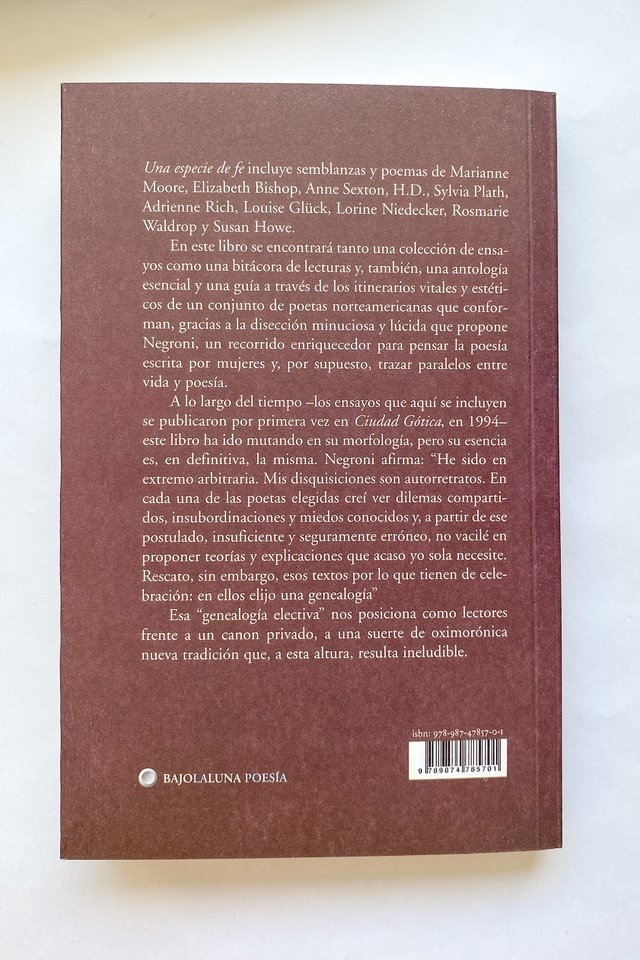 Una especie de fe incluye semblanzas y poemas de Marianne
Moore, Elizabeth Bishop, Anne Sexton, H.D., Sylvia Plath,
Adrienne Rich, Louise Glück, Lorine Niedecker, Rosmarie
Waldrop y Susan Howe.
En este libro se encontrará tanto una colección de ensa-
yos como una bitácora de lecturas y, también, una antología
esencial y una guía a través de los itinerarios vitales y estéti-
cos de un conjunto de poetas norteamericanas que confor-
man, gracias a la disección minuciosa y lúcida que propone
Negroni, un recorrido enriquecedor para pensar la poesía
escrita por mujeres y, por supuesto, trazar paralelos entre
vida y poesía.
A lo largo del tiempo –los ensayos que aquí se incluyen
se publicaron por primera vez en Ciudad Gótica, en 1994–
este libro ha ido mutando en su morfología, pero su esencia
es, en definitiva, la misma. Negroni afirma: “He sido en
extremo arbitraria. Mis disquisiciones son autorretratos. En
cada una de las poetas elegidas creí ver dilemas comparti-
dos, insubordinaciones y miedos conocidos y, a partir de ese
postulado, insuficiente y seguramente erróneo, no vacilé en
proponer teorías y explicaciones que acaso yo sola necesite.
Rescato, sin embargo, esos textos por lo que tienen de cele-
bración: en ellos elijo una genealogía”
Esa “genealogía electiva” nos posiciona como lectores
frente a un canon privado, a una suerte de oximorónica
nueva tradición que, a esta altura, resulta ineludible.
isbn: 978-987-47857-0-1
9 789874 785701
BAJOLALUNA POESÍA